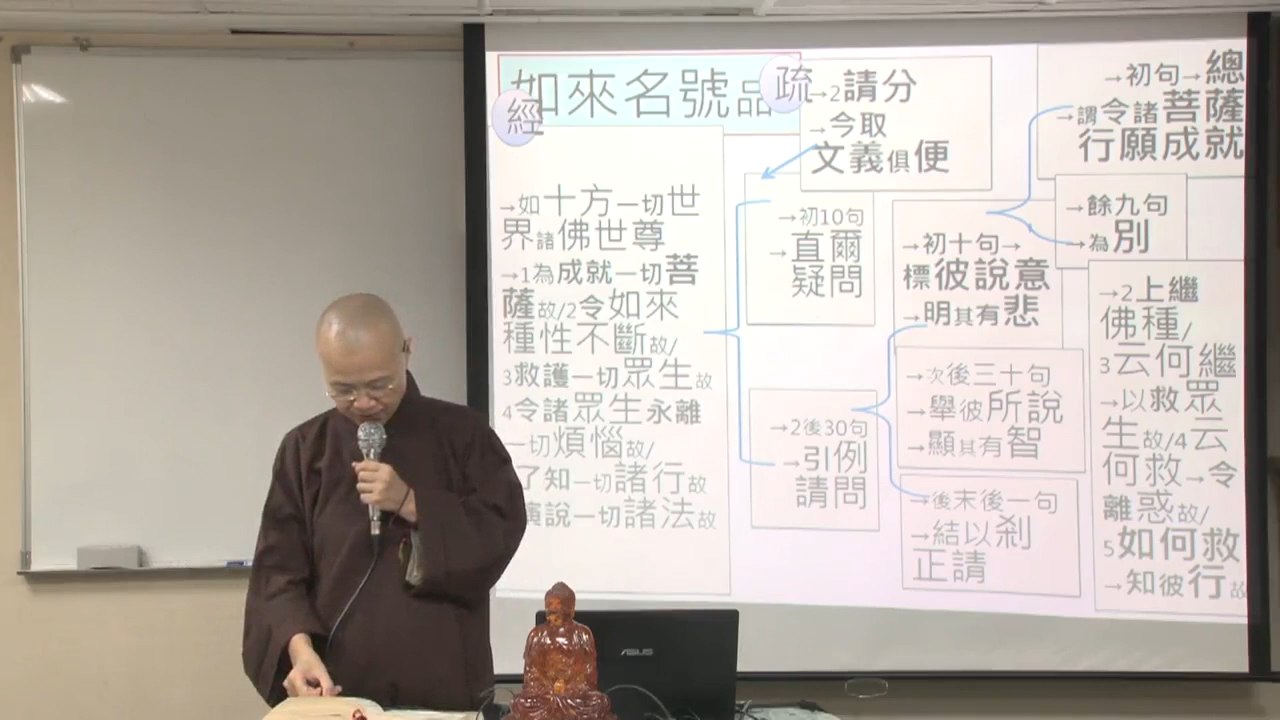 如來名號品
經
疏
→如十方一切世
界諸佛世尊
→1為成就一切菩
薩故/2令如來
種性不斷故/
3救護一切眾生故
4令諸眾生永離
一切煩惱故/
了知一切諸行故
演說一切諸法故
→2請分
→今取
文義俱便
→初10句
→直爾
疑問
→2後30句
→引例
請問
→初十句→
標彼說意
→明其有悲
→次後三十句
→舉彼所說
→顯其有智
→後末後一句
→結以剎
正請
→初句→總
→謂令諸菩薩
行願成就
→餘九句
→為別
→2上繼
佛種/
3云何繼
→以救眾
生故/4云
何救→令
離惑故/
5如何救
→知彼行故
ASUS